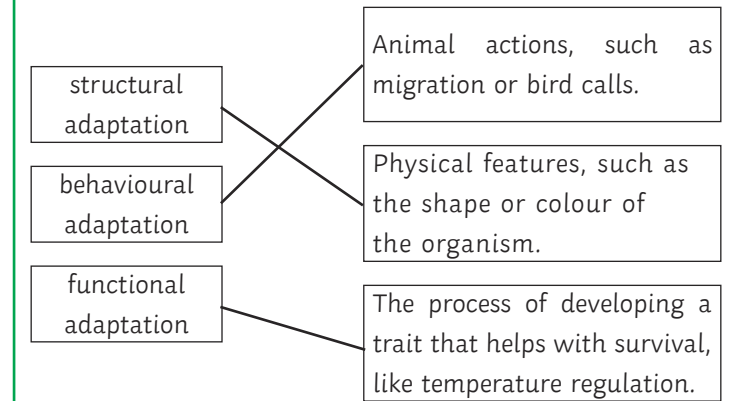 structural
adaptation
behavioural
adaptation
functional
adaptation
Animal actions, such as
migration or bird calls.
Physical features, such as
the shape or colour of
the organism.
The process of developing a
trait that helps with survival,
like temperature regulation.